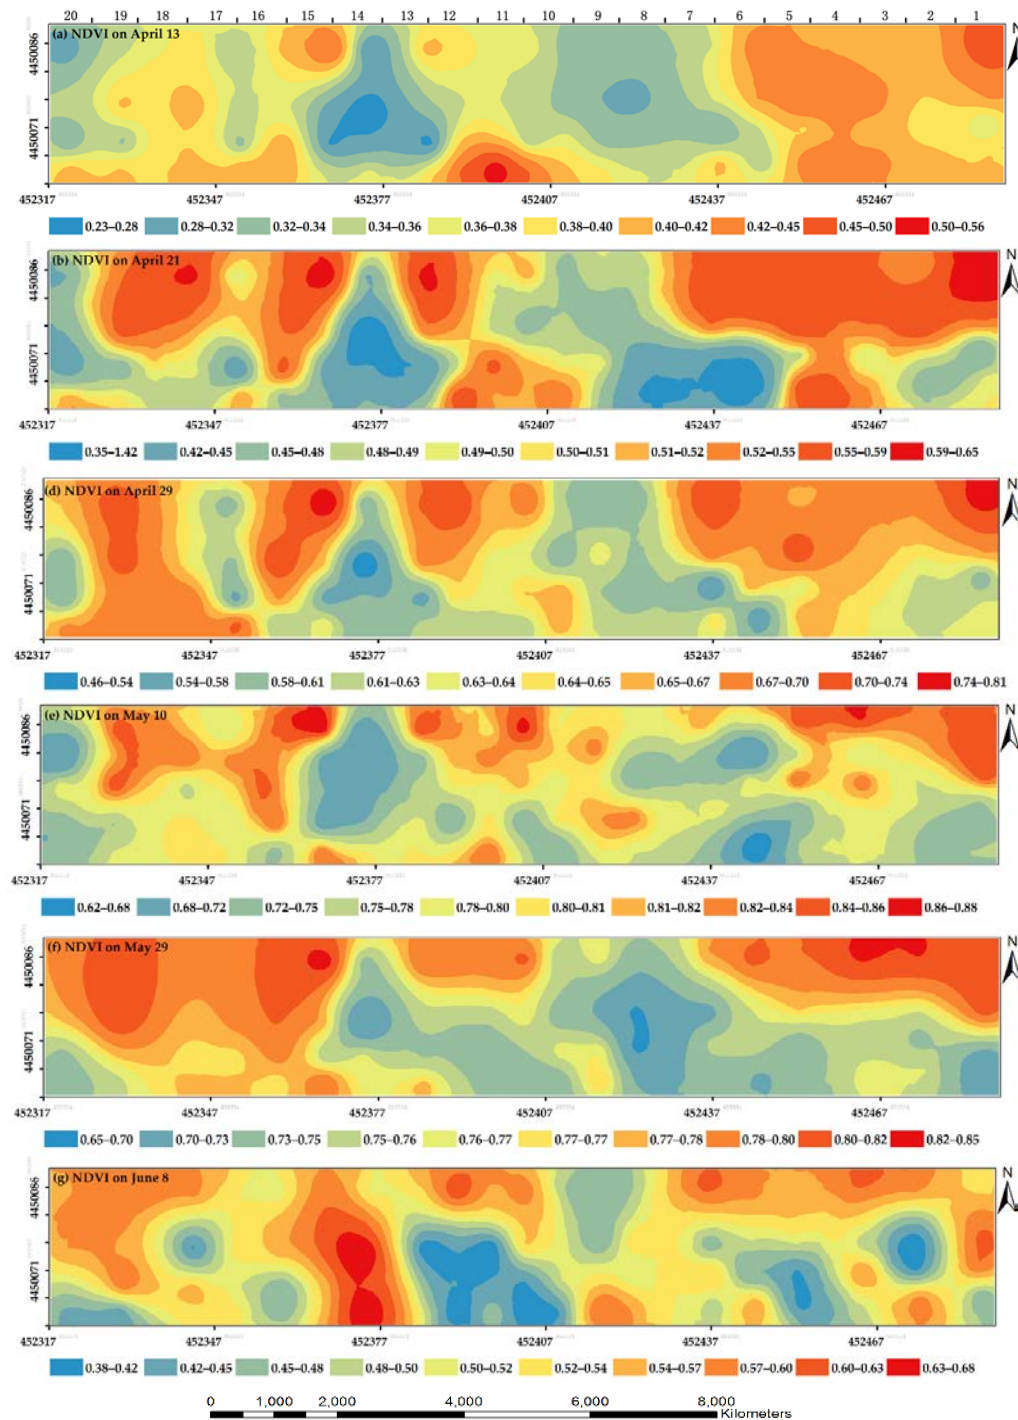 20 19 18 17 16 15 14 13 12 11 10 9 8 7 6 5 4 3 2 1
(a) NDVI on April 13
N
4450086
4450071
452317 452347 452377 452407 452437 452467
0.23–0.28 0.28–0.32 0.32–0.34 0.34–0.36 0.36–0.38 0.38–0.40 0.40–0.42 0.42–0.45 0.45–0.50 0.50–0.56
(b) NDVI on April 21
N
4450086
4450071
452317 452347 452377 452407 452437 452467
0.35–1.42 0.42–0.45 0.45–0.48 0.48–0.49 0.49–0.50 0.50–0.51 0.51–0.52 0.52–0.55 0.55–0.59 0.59–0.65
(d) NDVI on April 29
N
4450086
4450071
452317 452347 452377 452407 452437 452467
0.46–0.54 0.54–0.58 0.58–0.61 0.61–0.63 0.63–0.64 0.64–0.65 0.65–0.67 0.67–0.70 0.70–0.74 0.74–0.81
(e) NDVI on May 10
N
4450086
4450071
452317 452347 452377 452407 452437 452467
0.62–0.68 0.68–0.72 0.72–0.75 0.75–0.78 0.78–0.80 0.80–0.81 0.81–0.82 0.82–0.84 0.84–0.86 0.86–0.88
(f) NDVI on May 29
N
4450086
4450071
452317 452347 452377 452407 452437 452467
0.65–0.70 0.70–0.73 0.73–0.75 0.75–0.76 0.76–0.77 0.77–0.77 0.77–0.78 0.78–0.80 0.80–0.82 0.82–0.85
(g) NDVI on June 8
N
4450086
4450071
452317 452347 452377 452407 452437 452467
0.38–0.42 0.42–0.45 0.45–0.48 0.48–0.50 0.50–0.52 0.52–0.54 0.54–0.57 0.57–0.60 0.60–0.63 0.63–0.68
0 1,000 2,000 4,000 6,000 8,000
Kilometers